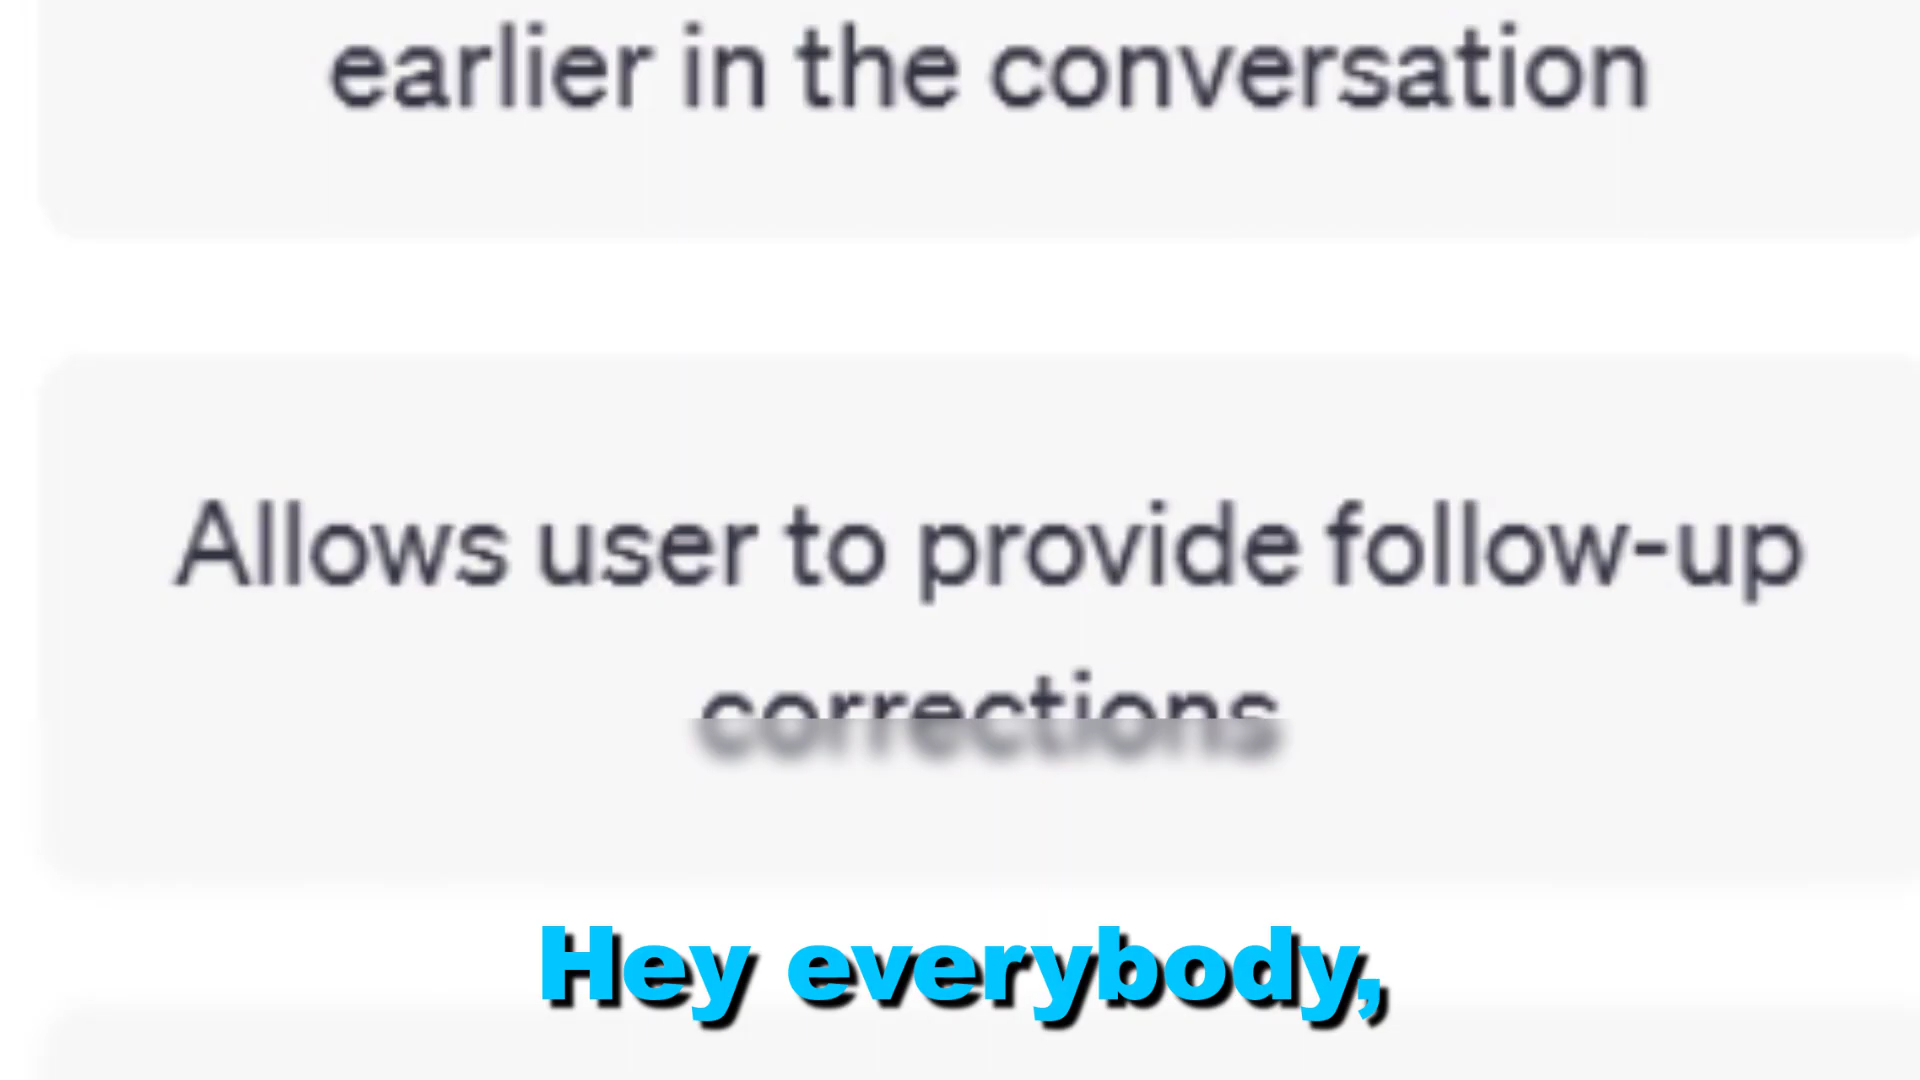 earlier in the conversation
Allows user to provide follow-up
corrections
Hey everybody,